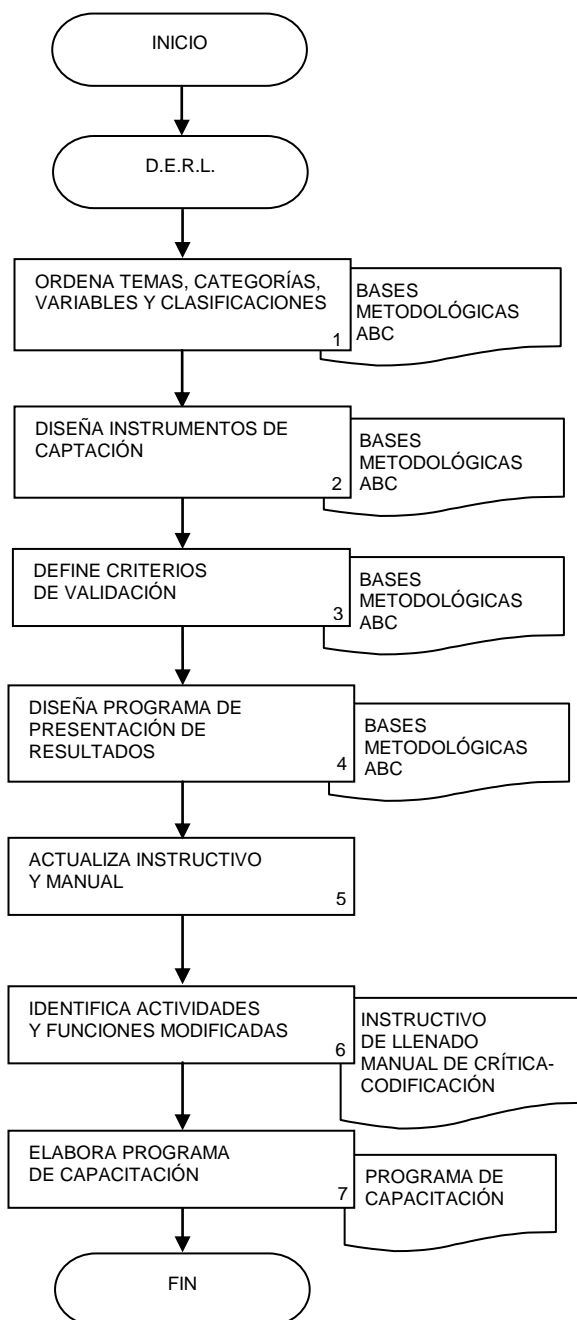 INICIO
D.E.R.L.
ORDENA TEMAS, CATEGORÍAS,
VARIABLES Y CLASIFICACIONES
1
BASES
METODOLÓGICAS
ABC
DISEÑA INSTRUMENTOS DE
CAPTACIÓN
2
BASES
METODOLÓGICAS
ABC
DEFINE CRITERIOS
DE VALIDACIÓN
3
BASES
METODOLÓGICAS
ABC
DISEÑA PROGRAMA DE
PRESENTACIÓN DE
RESULTADOS
4
BASES
METODOLÓGICAS
ABC
ACTUALIZA INSTRUCTIVO
Y MANUAL
5
IDENTIFICA ACTIVIDADES
Y FUNCIONES MODIFICADAS
6
INSTRUCTIVO
DE LLENADO
MANUAL DE CRÍTICA-
CODIFICACIÓN
ELABORA PROGRAMA
DE CAPACITACIÓN
7
PROGRAMA DE
CAPACITACIÓN
FIN